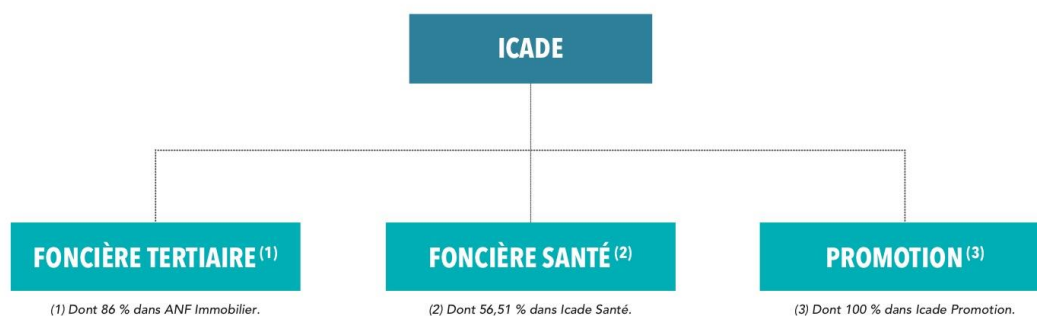 ICADE
FONCIÈRE TERTIAIRE (1)
FONCIÈRE SANTÉ (2)
PROMOTION (3)
(1) Dont 86 % dans ANF Immobilier.
(2) Dont 56,51 % dans Icade Santé.
(3) Dont 100 % dans Icade Promotion.